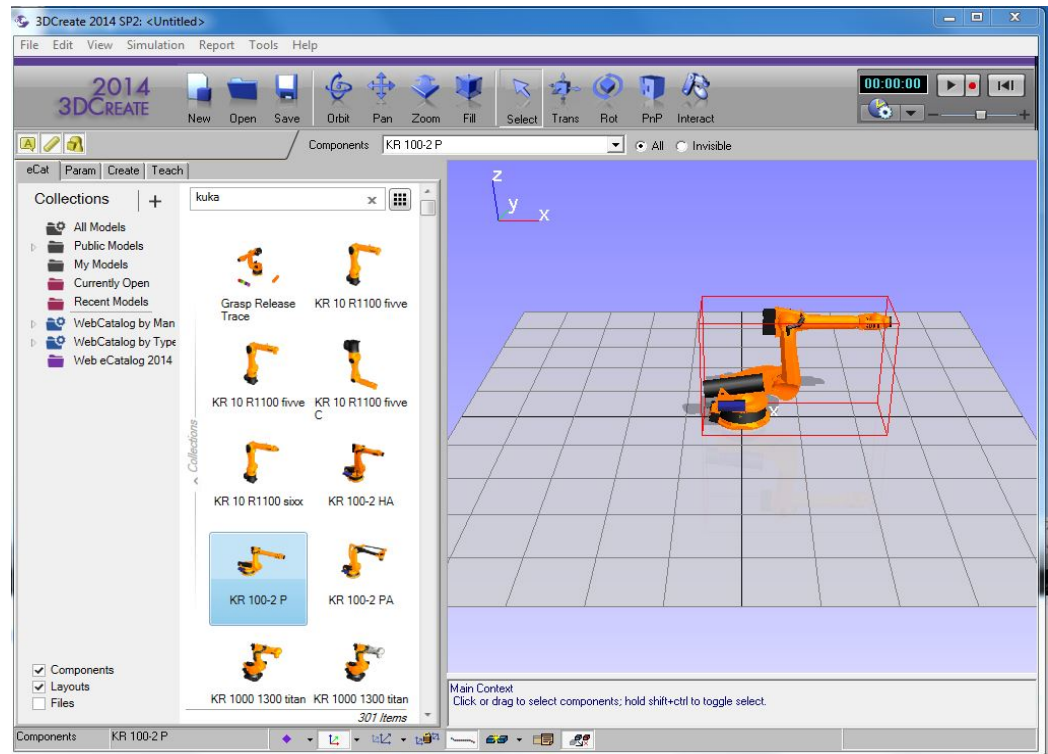 3DCreate 2014 SP2: <Untitled>
File Edit View Simulation Report Tools Help
2014
3DCREATE
New Open Save Orbit Pan Zoom Fill Select Trans Rot PnP Interact
00:00:00
Components KR 100-2 P All Invisible
eCat Param Create Teach
Collections
All Models
Public Models
My Models
Currently Open
Recent Models
WebCatalog by Man
WebCatalog by Type
Web eCatalog 2014
Components
Layouts
Files
Collections
kuka
Grasp Release Trace
KR 10 R1100 fivve
KR 10 R1100 fivve
KR 10 R1100 fivve C
KR 10 R1100 sixx
KR 100-2 HA
KR 100-2 P
KR 100-2 PA
KR 1000 1300 titan
KR 1000 1300 titan
301 Items
z
y
x
x
Main Context
Click or drag to select components; hold shift+ctrl to toggle select.
Components KR 100-2 P